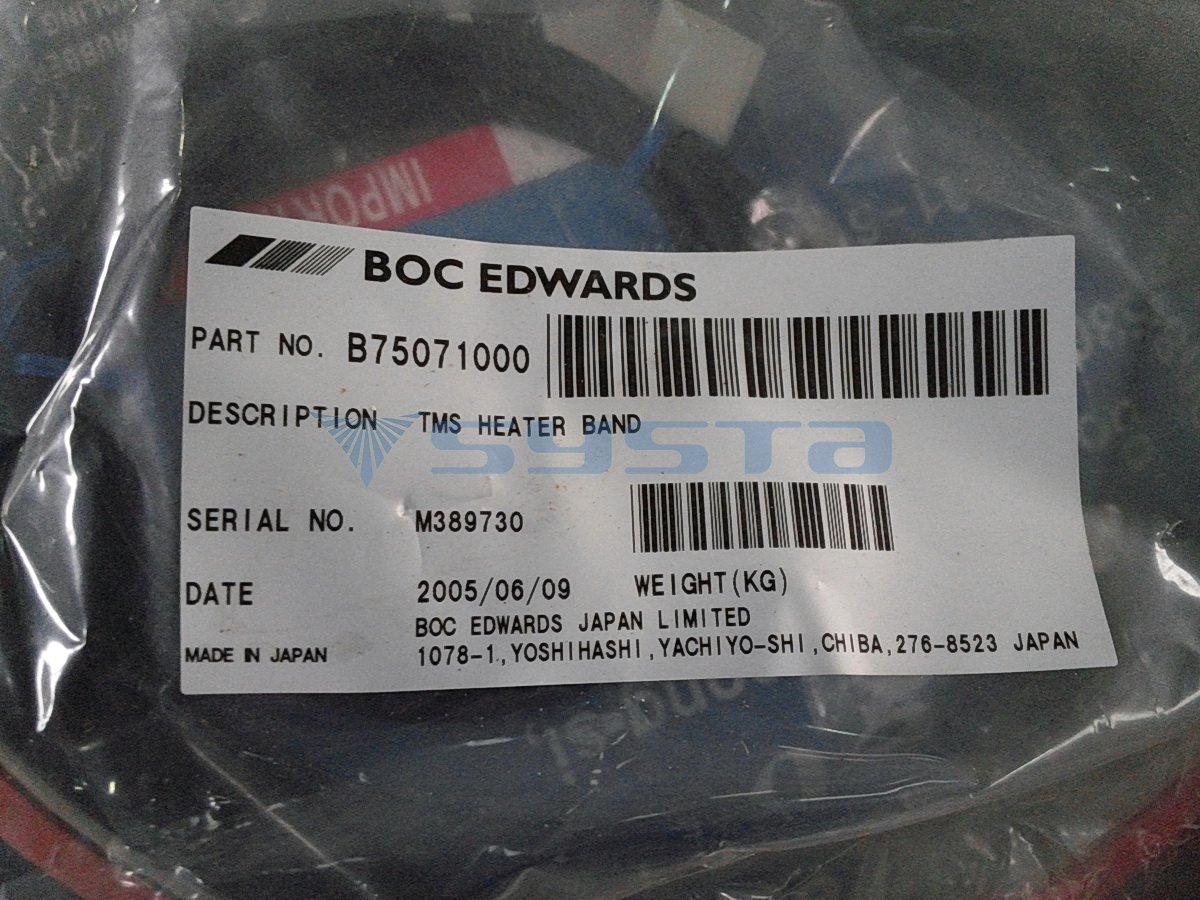 IMPOR
BOC EDWARDS
PART NO. B75071000
DESCRIPTION TMS HEATER BAND
systa
SERIAL NO. M389730
DATE 2005/06/09 WEIGHT(KG)
BOC EDWARDS JAPAN LIMITED
MADE IN JAPAN 1078-1,YOSHIHASHI,YACHIYO-SHI,CHIBA,276-8523 JAPAN